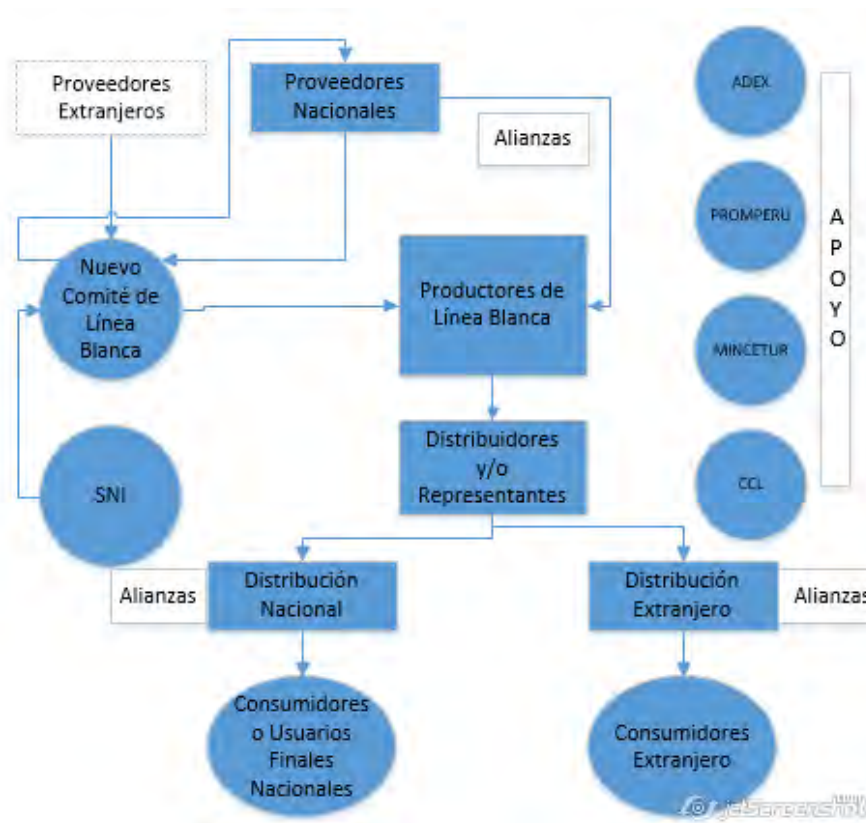 Proveedores
Extranjeros
Proveedores
Nacionales
Alianzas
ADEX
PROMPERU
MINCETUR
CCL
A
P
O
Y
O
Nuevo
Comité de
Línea
Blanca
Productores de
Línea Blanca
SNI
Distribuidores
y/o
Representantes
Alianzas
Distribución
Nacional
Distribución
Extranjero
Alianzas
Consumidores
o Usuarios
Finales
Nacionales
Consumidores
Extranjero